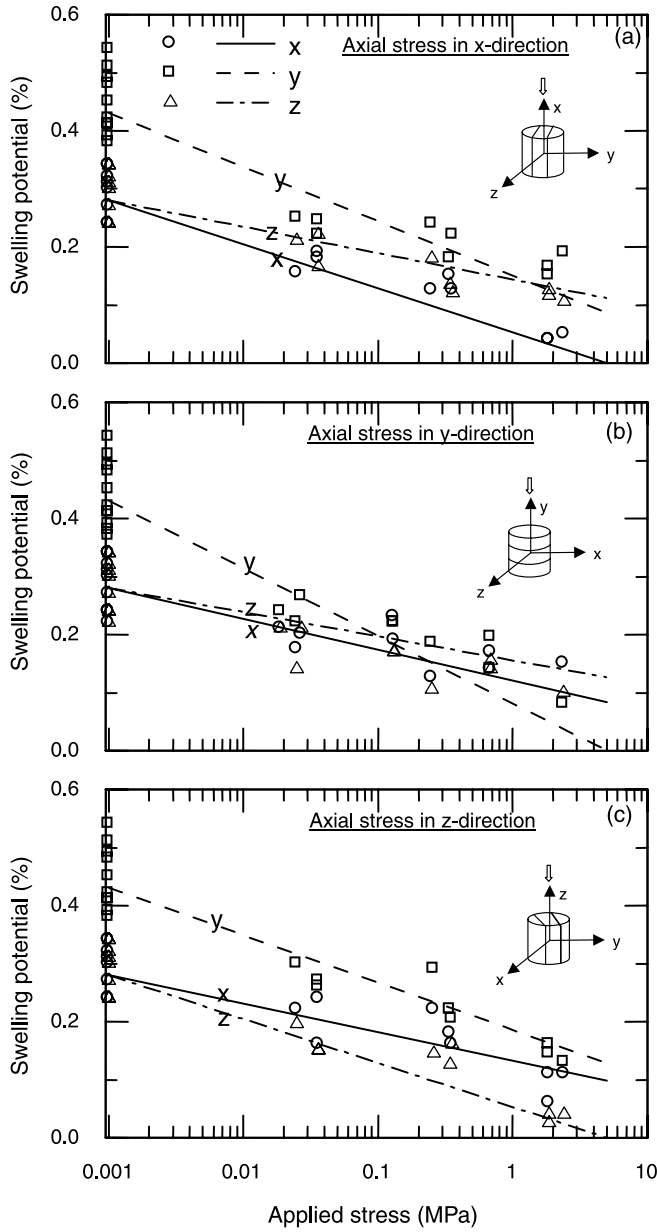 0.6
(a)
x
Axial stress in x-direction
y
z
Swelling potential (%)
0.4
x
y
y
z
z
0.2
x
0.0
0.6
(b)
Axial stress in y-direction
Swelling potential (%)
0.4
y
x
z
y
z
0.2
x
0.0
0.6
(c)
Axial stress in z-direction
Swelling potential (%)
0.4
z
y
y
x
x
z
0.2
0.0
0.001 0.01 0.1 1 10
Applied stress (MPa)